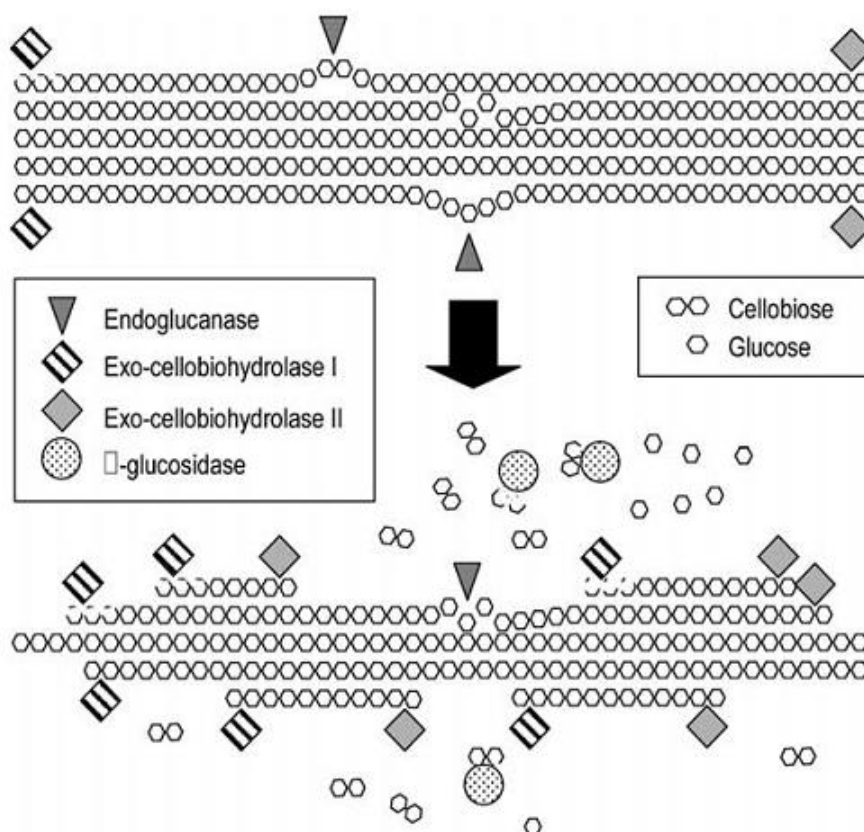 Endoglucanase
Exo-cellobiohydrolase I
Exo-cellobiohydrolase II
▯-glucosidase
Cellobiose
Glucose